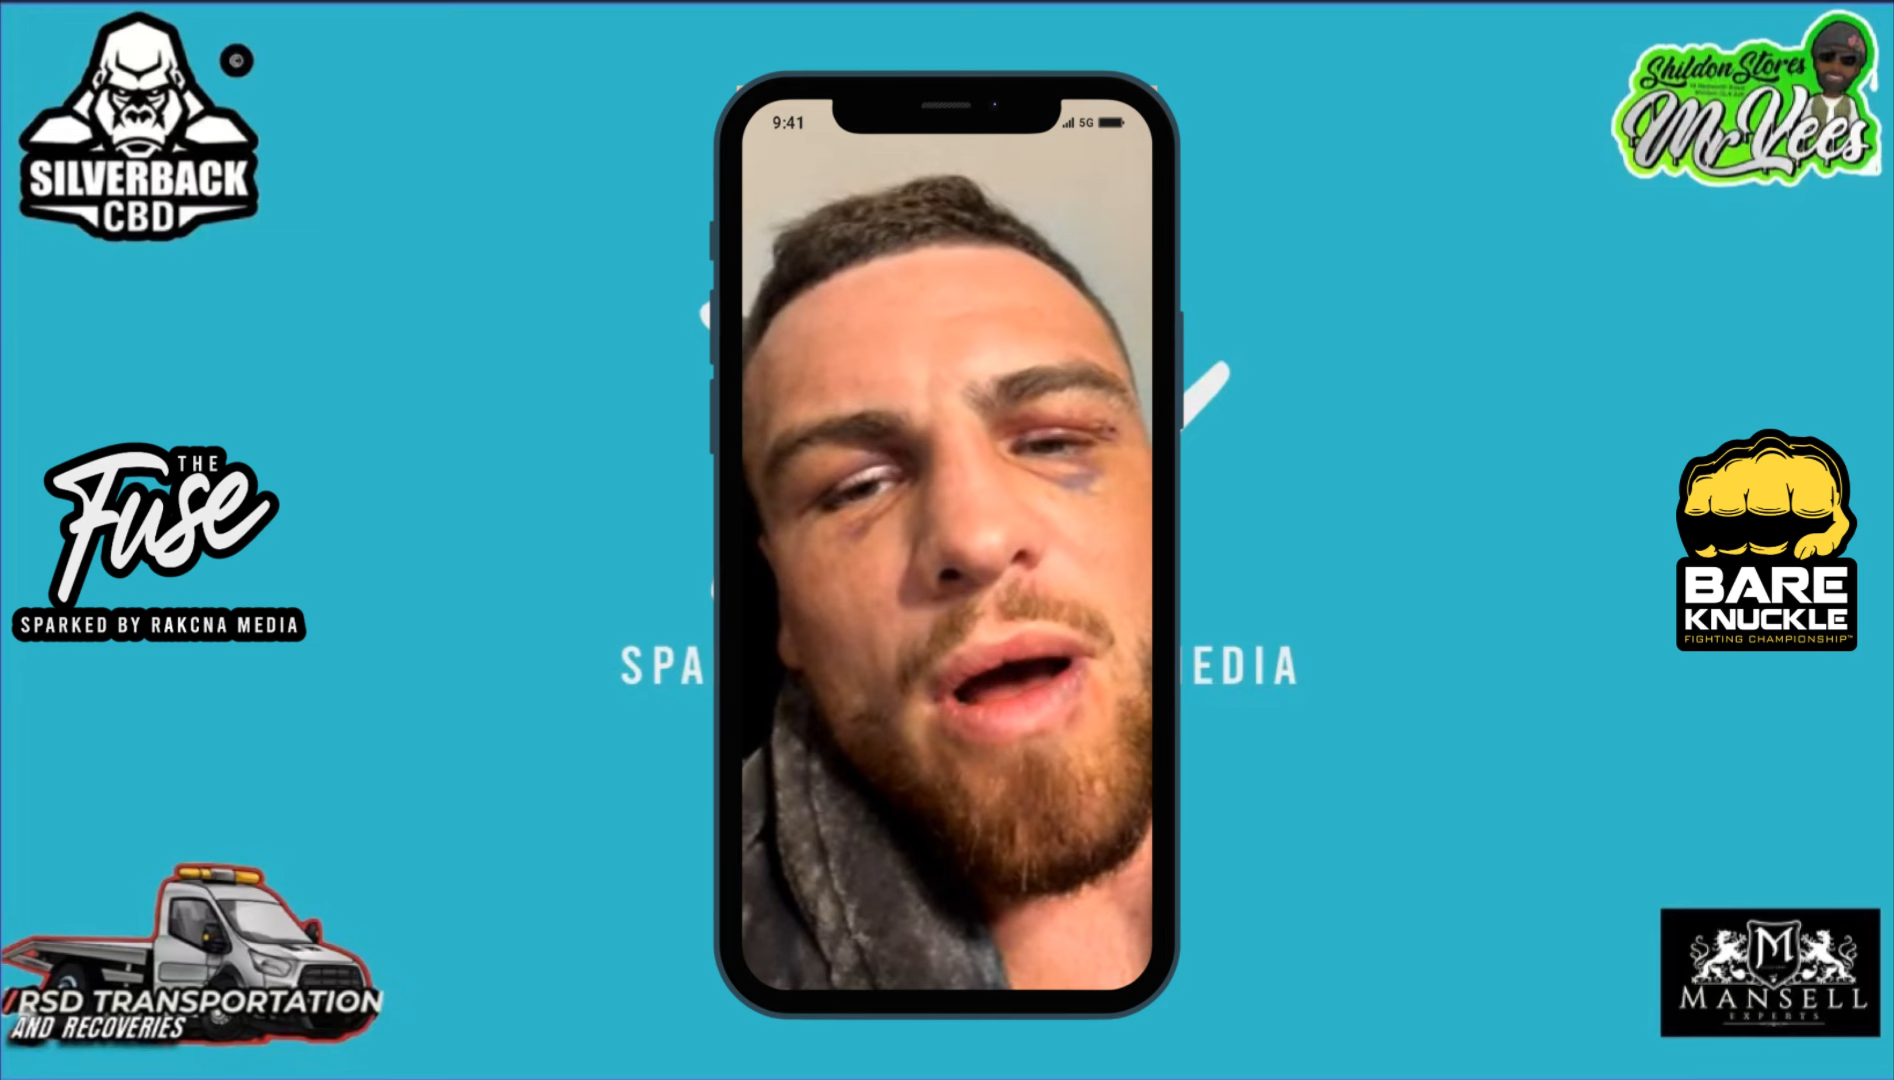 ©
SILVERBACK
CBD
Shildon Stores
Mr Vees
9:41
5G
THE
Fuse
SPARKED BY RAKCNA MEDIA
SPA
EDIA
BARE
KNUCKLE
FIGHTING CHAMPIONSHIP™
RSD TRANSPORTATION
AND RECOVERIES
M
MANSELL
EXPERTS